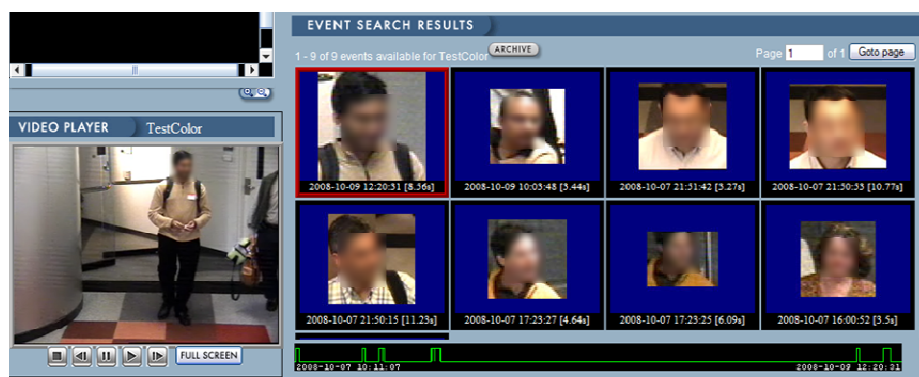 EVENT SEARCH RESULTS
1 - 9 of 9 events available for TestColor ARCHIVE
Page 1 of 1 Goto page
VIDEO PLAYER TestColor
2008-10-09 12:20:31 [8.56s]
2008-10-09 10:03:48 [5.44s]
2008-10-07 21:51:42 [3.27s]
2008-10-07 21:50:53 [10.77s]
2008-10-07 21:50:15 [11.23s]
2008-10-07 17:23:27 [4.64s]
2008-10-07 17:23:25 [6.09s]
2008-10-07 16:00:52 [3.5s]
FULL SCREEN
2008-10-07 10:11:07
2008-10-09 12:20:31